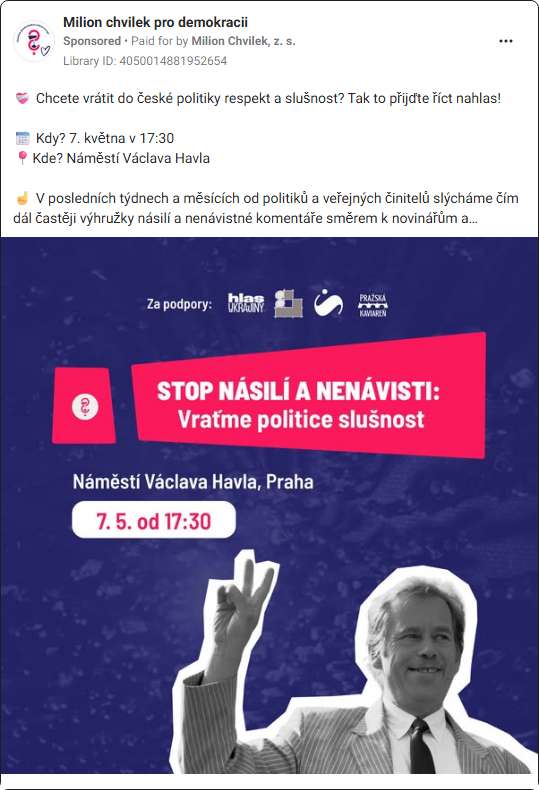 Milion chvilek pro demokracii
Sponsored • Paid for by Milion Chvilek, z. s.
Library ID: 4050014881952654
💝 Chcete vrátit do české politiky respekt a slušnost? Tak to přijďte říct nahlas!
🗓️ Kdy? 7. května v 17:30
📍 Kde? Náměstí Václava Havla
☝️ V posledních týdnech a měsících od politiků a veřejných činitelů slýcháme čím
dál častěji výhružky násilí a nenávistné komentáře směrem k novinářům a...
Za podpory:
hlas
UKRAJINY
PRAŽSKÁ
KAVIÁREŇ
STOP NÁSILÍ A NENÁVISTI:
Vraťme politice slušnost
Náměstí Václava Havla, Praha
7. 5. od 17:30